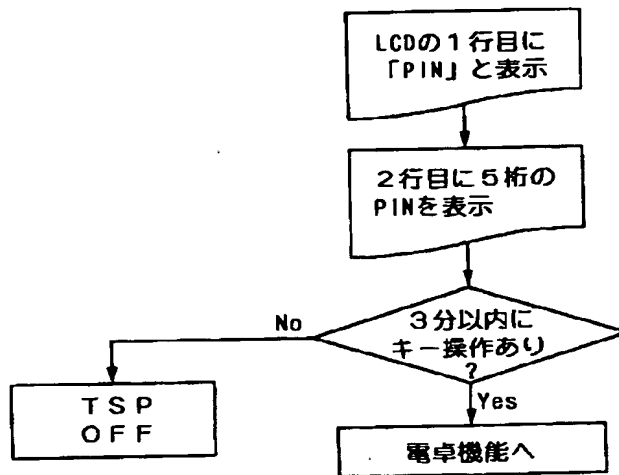 LCDの1行目に
「PIN」と表示
2行目に5桁の
PINを表示
3分以内に
キー操作あり
?
No
Yes
TSP
OFF
電卓機能へ